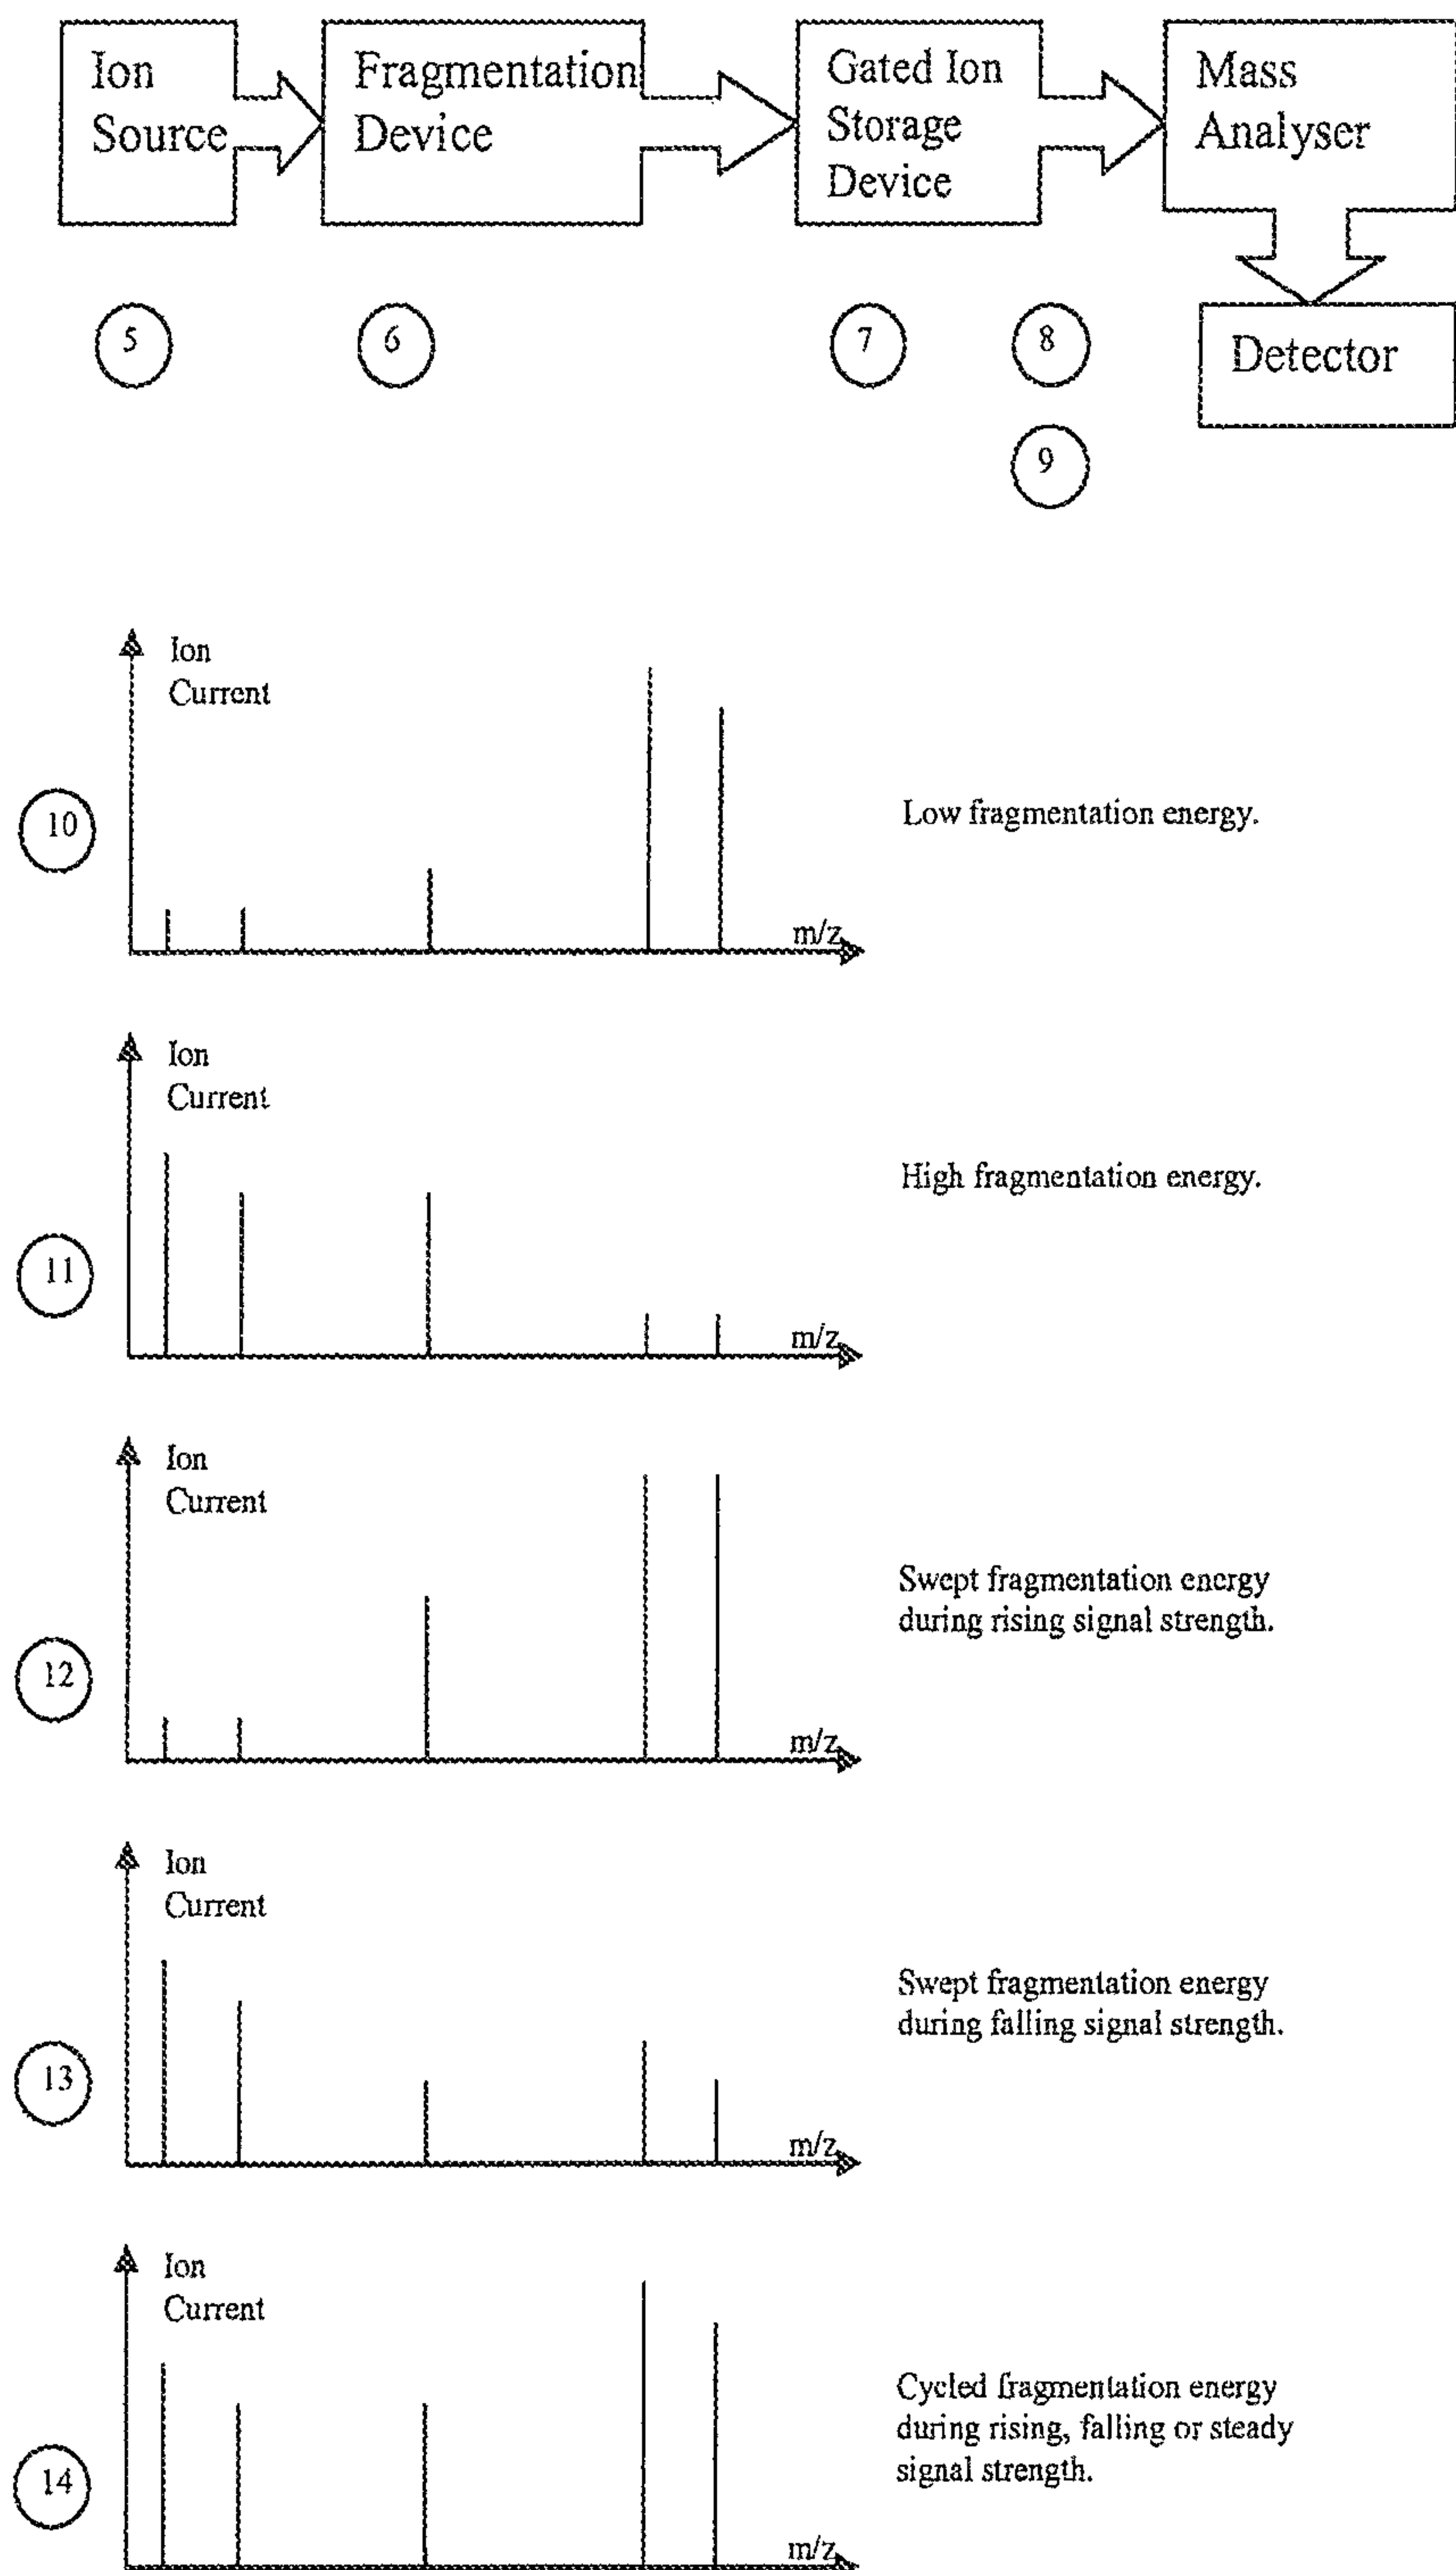 Ion
Source
Fragmentation
Device
Gated Ion
Storage
Device
Mass
Analyser
5
6
7
8
Detector
9
Ion
Current
10
Low fragmentation energy.
m/z
Ion
Current
High fragmentation energy.
11
m/z
Ion
Current
Swept fragmentation energy
during rising signal strength.
12
m/z
Ion
Current
Swept fragmentation energy
during falling signal strength.
13
m/z
Ion
Current
Cycled fragmentation energy
during rising, falling or steady
signal strength.
14
m/z